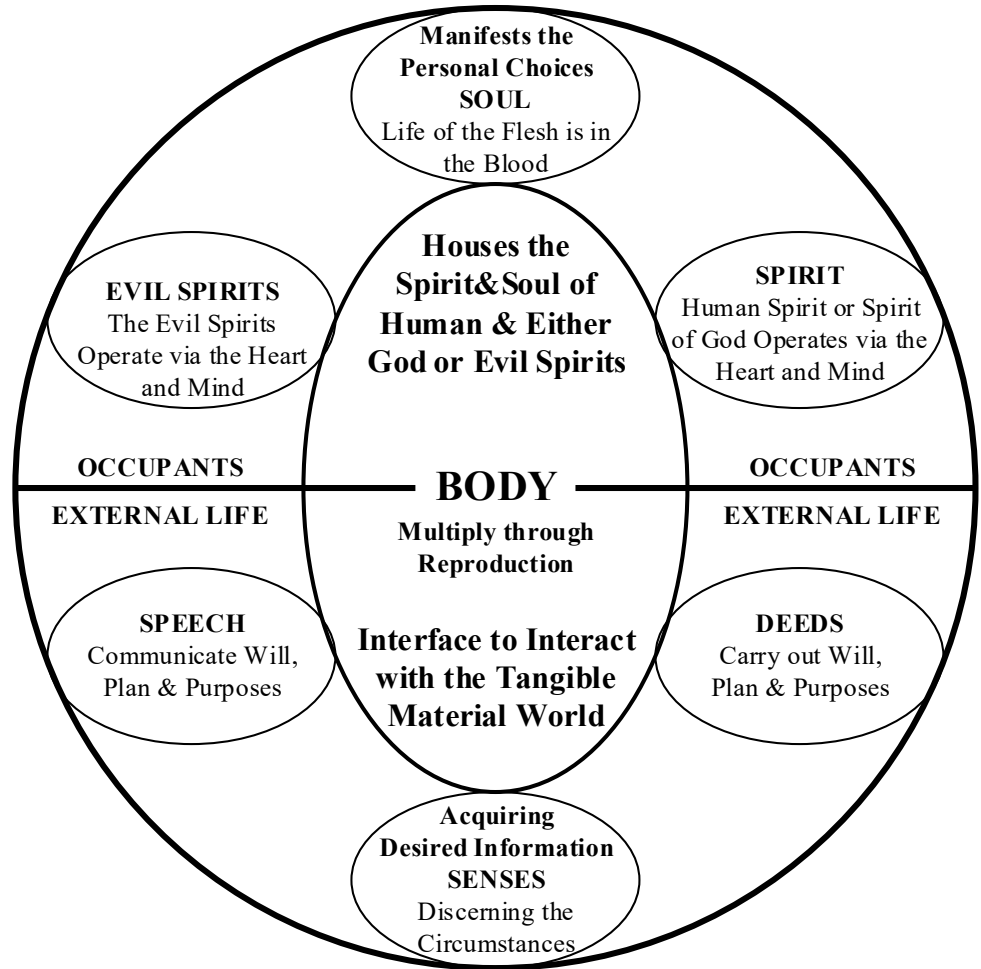 Manifests the
Personal Choices
SOUL
Life of the Flesh is in
the Blood
Houses the
Spirit&Soul of
Human & Either
God or Evil Spirits
EVIL SPIRITS
The Evil Spirits
Operate via the Heart
and Mind
SPIRIT
Human Spirit or Spirit
of God Operates via the
Heart and Mind
OCCUPANTS
OCCUPANTS
BODY
EXTERNAL LIFE
EXTERNAL LIFE
Multiply through
Reproduction
SPEECH
Communicate Will,
Plan & Purposes
Interface to Interact
with the Tangible
Material World
DEEDS
Carry out Will,
Plan & Purposes
Acquiring
Desired Information
SENSES
Discerning the
Circumstances